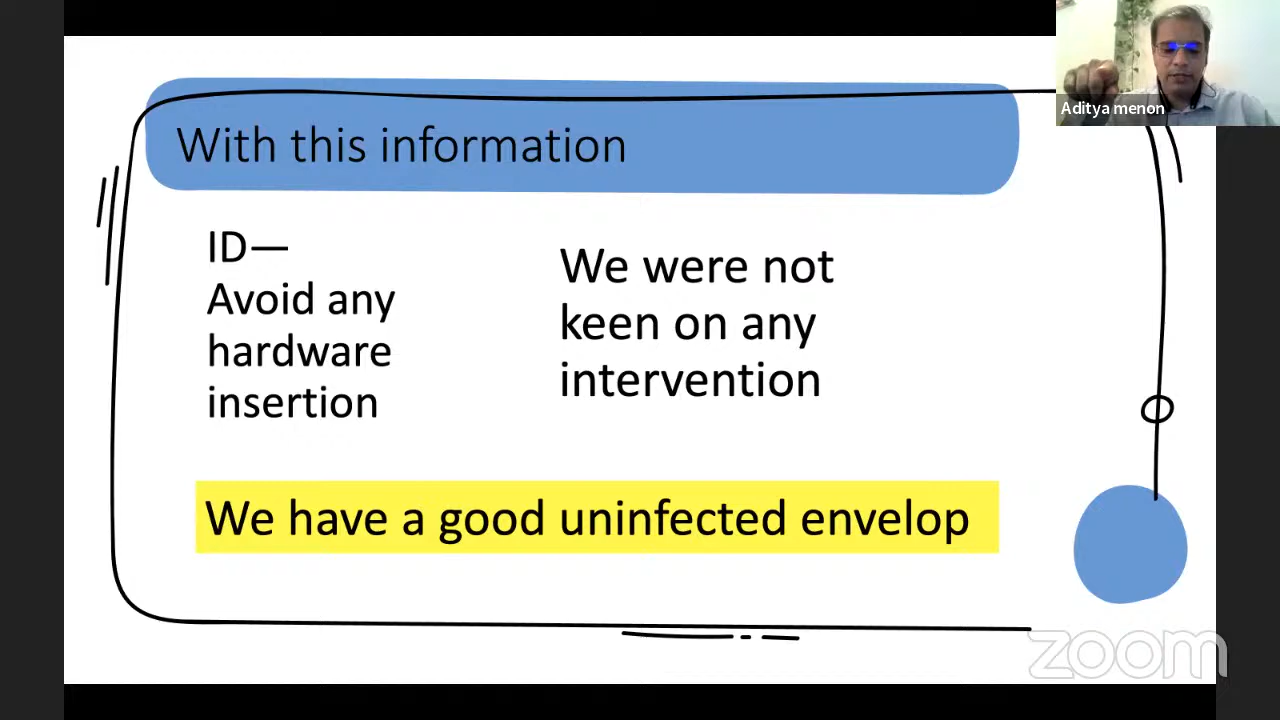 Aditya menon
With this information
ID—
Avoid any
hardware
insertion
We were not
keen on any
intervention
We have a good uninfected envelop
zoom